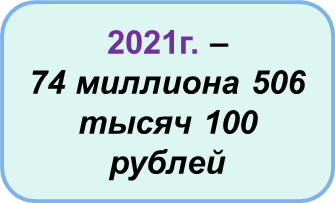 2021г. –
74 миллиона 506
тысяч 100
рублей